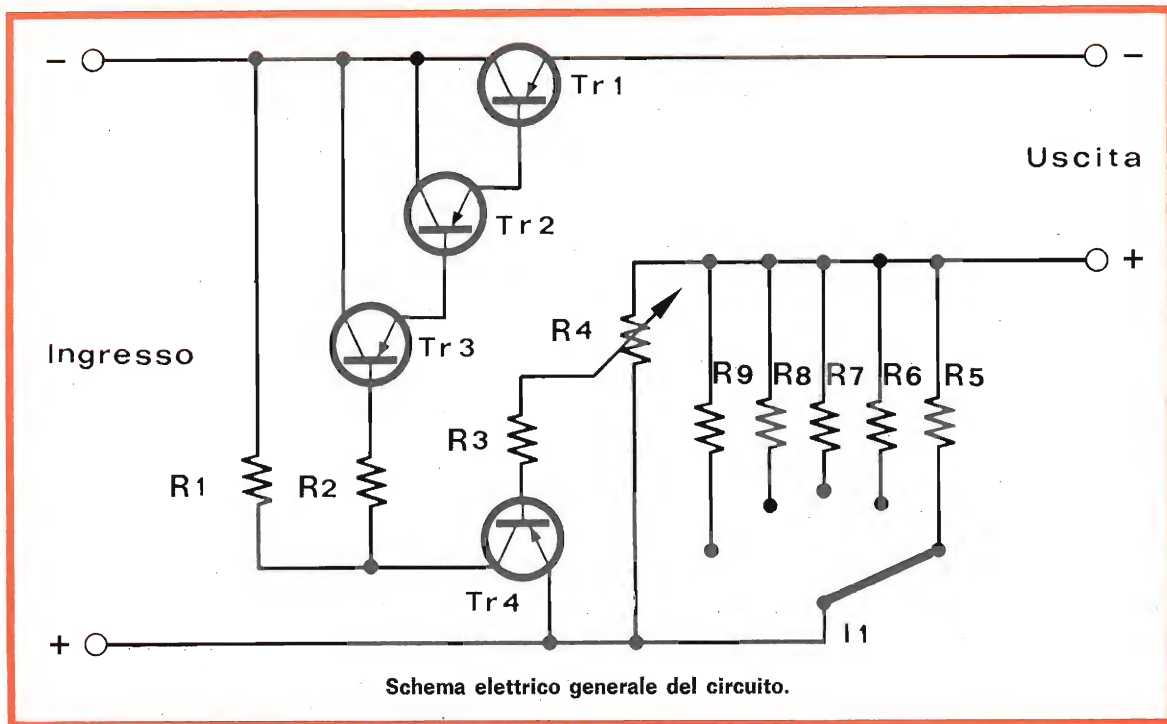 − −
Tr1
Uscita
Tr2
+
Tr3
R4
Ingresso
R9 R8 R7 R6 R5
R3
R1 R2
Tr4
+
I1
Schema elettrico generale del circuito.